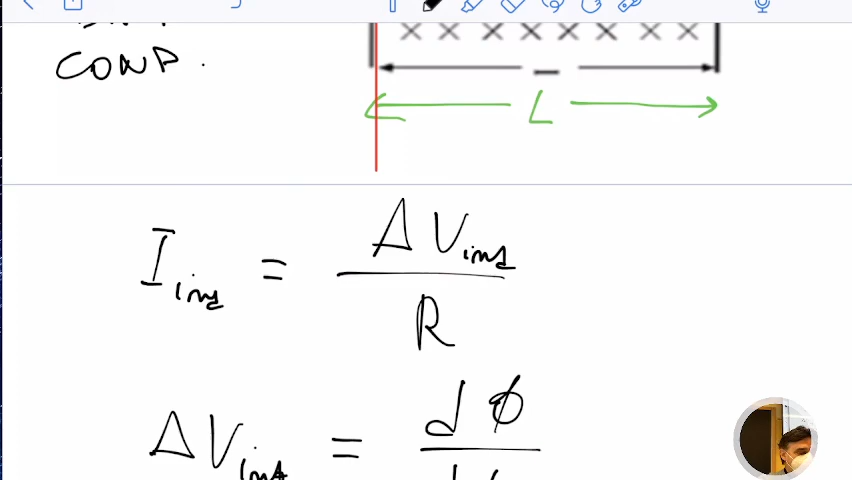 × × × × × × × ×
COND.
L
I_ind = ΔV_ind / R
ΔV_ind = dϕ